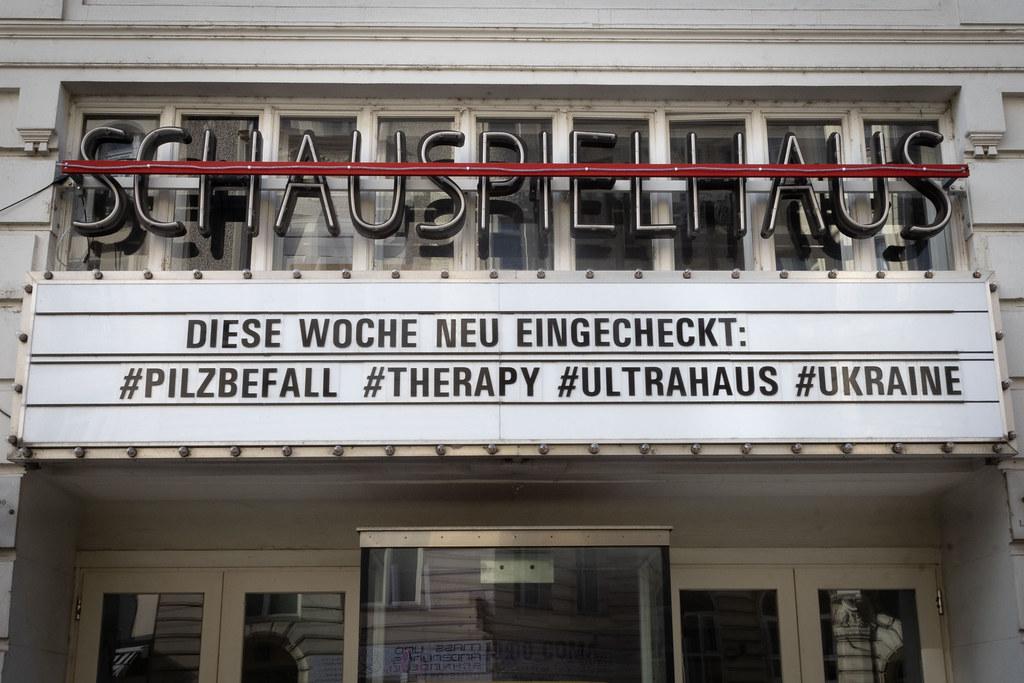 SCHAUSPIELHAUS
DIESE WOCHE NEU EINGECHECKT:
#PILZBEFALL #THERAPY #ULTRAHAUS #UKRAINE